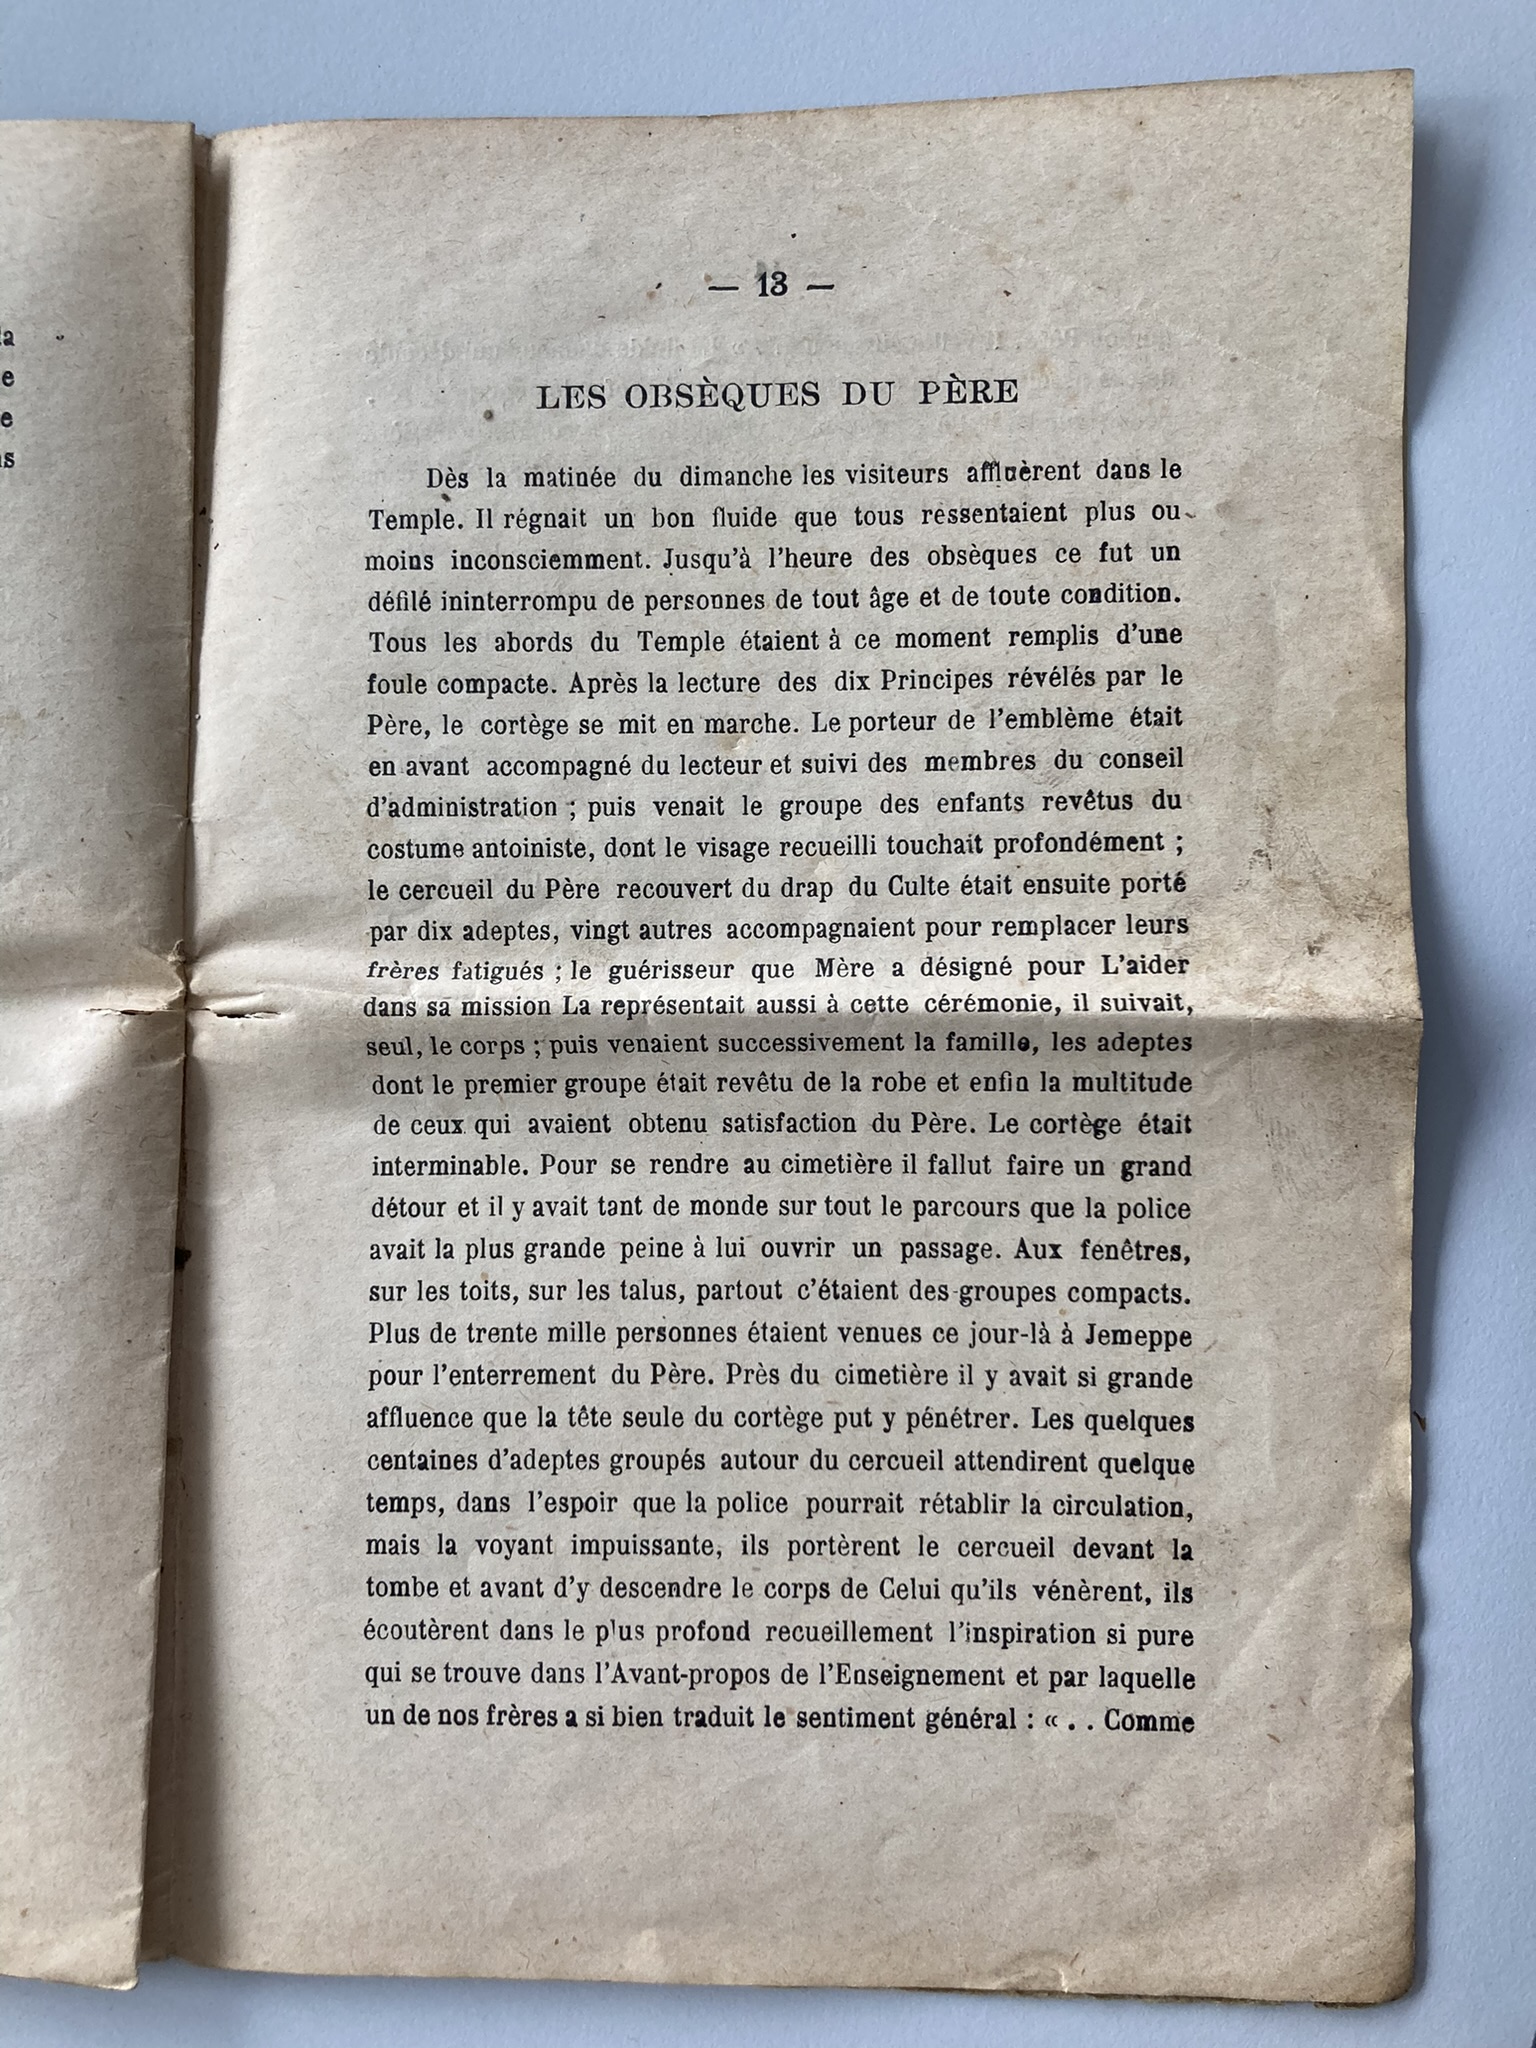 la
e
e
ns
— 13 —
LES OBSÈQUES DU PÈRE
Dès la matinée du dimanche les visiteurs affluèrent dans le
Temple. Il régnait un bon fluide que tous ressentaient plus ou
moins inconsciemment. Jusqu'à l'heure des obsèques ce fut un
défilé ininterrompu de personnes de tout âge et de toute condition.
Tous les abords du Temple étaient à ce moment remplis d'une
foule compacte. Après la lecture des dix Principes révélés par le
Père, le cortège se mit en marche. Le porteur de l'emblème était
en avant accompagné du lecteur et suivi des membres du conseil
d'administration ; puis venait le groupe des enfants revêtus du
costume antoiniste, dont le visage recueilli touchait profondément ;
le cercueil du Père recouvert du drap du Culte était ensuite porté
par dix adeptes, vingt autres accompagnaient pour remplacer leurs
frères fatigués ; le guérisseur que Mère a désigné pour L'aider
dans sa mission La représentait aussi à cette cérémonie, il suivait,
seul, le corps ; puis venaient successivement la famille, les adeptes
dont le premier groupe était revêtu de la robe et enfin la multitude
de ceux qui avaient obtenu satisfaction du Père. Le cortège était
interminable. Pour se rendre au cimetière il fallut faire un grand
détour et il y avait tant de monde sur tout le parcours que la police
avait la plus grande peine à lui ouvrir un passage. Aux fenêtres,
sur les toits, sur les talus, partout c'étaient des groupes compacts.
Plus de trente mille personnes étaient venues ce jour-là à Jemeppe
pour l'enterrement du Père. Près du cimetière il y avait si grande
affluence que la tête seule du cortège put y pénétrer. Les quelques
centaines d'adeptes groupés autour du cercueil attendirent quelque
temps, dans l'espoir que la police pourrait rétablir la circulation,
mais la voyant impuissante, ils portèrent le cercueil devant la
tombe et avant d'y descendre le corps de Celui qu'ils vénèrent, ils
écoutèrent dans le plus profond recueillement l'inspiration si pure
qui se trouve dans l'Avant-propos de l'Enseignement et par laquelle
un de nos frères a si bien traduit le sentiment général : « . . Comme